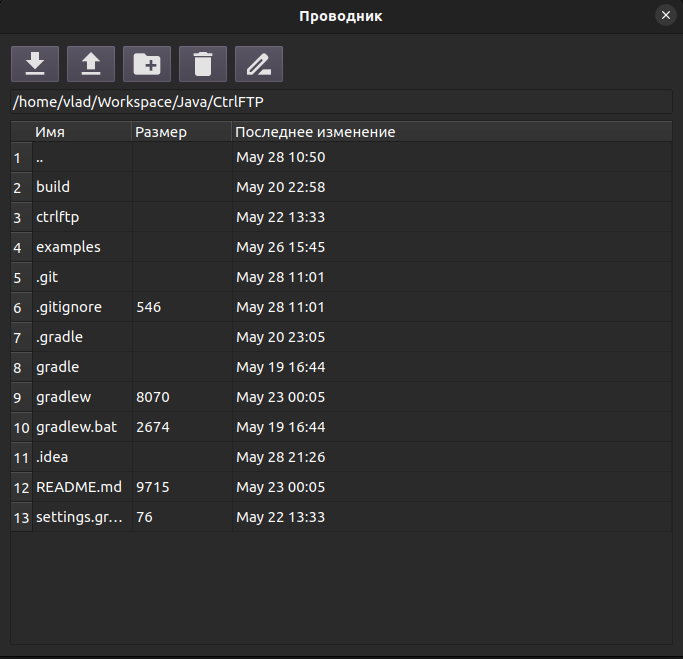 Проводник
/home/vlad/Workspace/Java/CtrlFTP
Имя Размер Последнее изменение
1 .. May 28 10:50
2 build May 20 22:58
3 ctrlftp May 22 13:33
4 examples May 26 15:45
5 .git May 28 11:01
6 .gitignore 546 May 28 11:01
7 .gradle May 20 23:05
8 gradle May 19 16:44
9 gradlew 8070 May 23 00:05
10 gradlew.bat 2674 May 19 16:44
11 .idea May 28 21:26
12 README.md 9715 May 23 00:05
13 settings.gr... 76 May 22 13:33